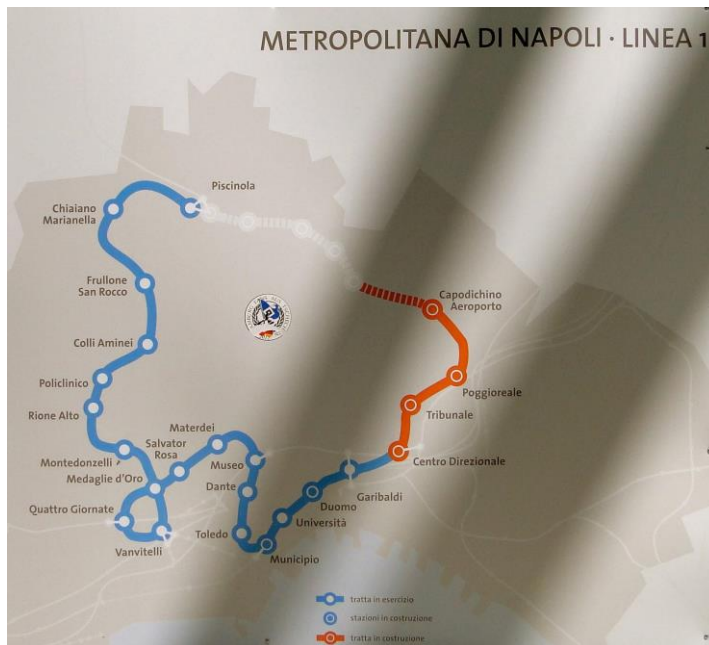 METROPOLITANA DI NAPOLI · LINEA 1
Piscinola
Chiaiano
Marianella
Frullone
San Rocco
Capodichino
Aeroporto
Colli Aminei
Policlinico
Poggioreale
Rione Alto
Tribunale
Materdei
Salvator
Rosa
Montedonzelli
Museo
Centro Direzionale
Medaglie d'Oro
Dante
Garibaldi
Duomo
Quattro Giornate
Università
Toledo
Vanvitelli
Municipio
tratta in esercizio
stazioni in costruzione
tratta in costruzione